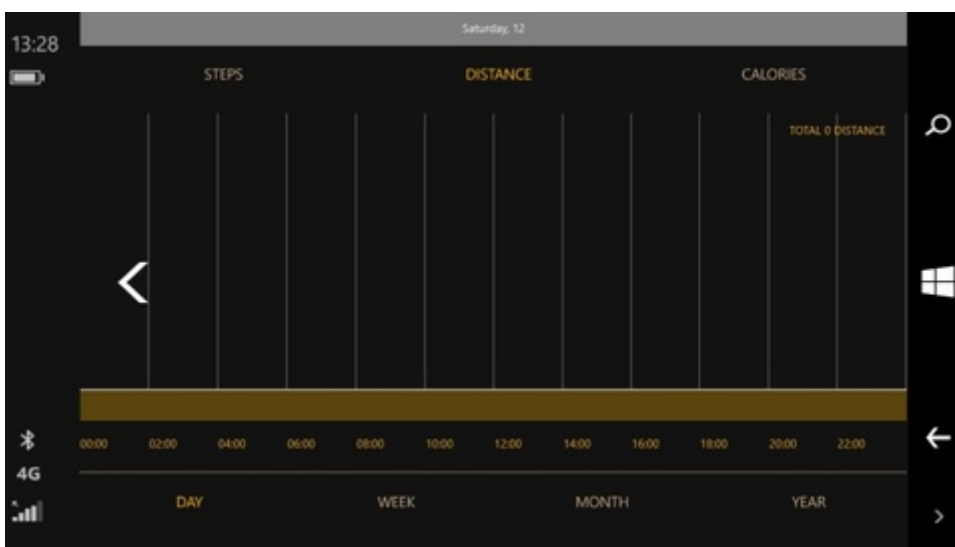 13:28
Saturday, 12
STEPS DISTANCE CALORIES
TOTAL 0 DISTANCE
00:00 02:00 04:00 06:00 08:00 10:00 12:00 14:00 16:00 18:00 20:00 22:00
4G
DAY WEEK MONTH YEAR